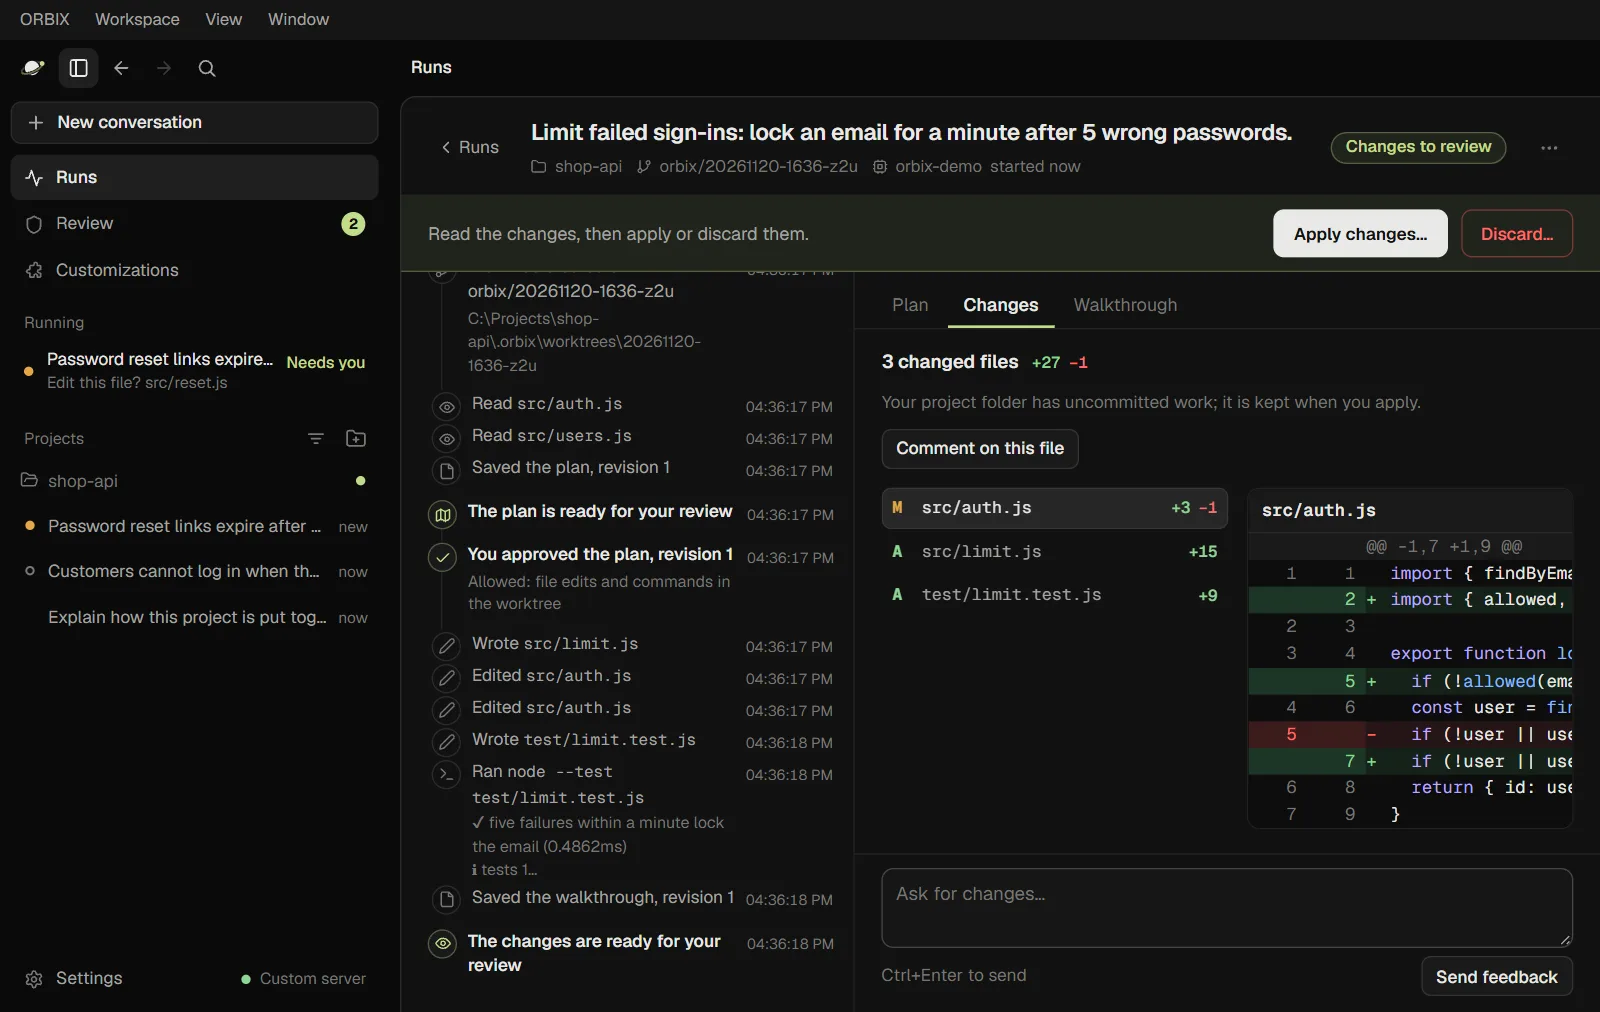 ORBIX Workspace View Window
Runs
New conversation
Runs
Review 2
Customizations
Running
Password reset links expire... Needs you
Edit this file? src/reset.js
Projects
shop-api
Password reset links expire after ... new
Customers cannot log in when th... now
Explain how this project is put tog... now
Settings Custom server
Runs
Limit failed sign-ins: lock an email for a minute after 5 wrong passwords.
shop-api orbix/20261120-1636-z2u orbix-demo started now
Changes to review
Read the changes, then apply or discard them.
Apply changes... Discard...
04:36:17 PM
orbix/20261120-1636-z2u
C:\Projects\shop-
api\.orbix\worktrees\20261120-
1636-z2u
Read src/auth.js 04:36:17 PM
Read src/users.js 04:36:17 PM
Saved the plan, revision 1 04:36:17 PM
The plan is ready for your review 04:36:17 PM
You approved the plan, revision 1 04:36:17 PM
Allowed: file edits and commands in
the worktree
Wrote src/limit.js 04:36:17 PM
Edited src/auth.js 04:36:17 PM
Edited src/auth.js 04:36:17 PM
Wrote test/limit.test.js 04:36:18 PM
Ran node --test 04:36:18 PM
test/limit.test.js
✓ five failures within a minute lock
the email (0.4862ms)
ℹ tests 1...
Saved the walkthrough, revision 1 04:36:18 PM
The changes are ready for your 04:36:18 PM
review
Plan Changes Walkthrough
3 changed files +27 −1
Your project folder has uncommitted work; it is kept when you apply.
Comment on this file
M src/auth.js +3 −1
A src/limit.js +15
A test/limit.test.js +9
src/auth.js
@@ -1,7 +1,9 @@
1 1 import { findByEma
2 + import { allowed,
2 3
3 4 export function lo
5 + if (!allowed(ema
4 6 const user = fin
5 - if (!user || use
7 + if (!user || use
6 8 return { id: use
7 9 }
Ask for changes...
Ctrl+Enter to send
Send feedback